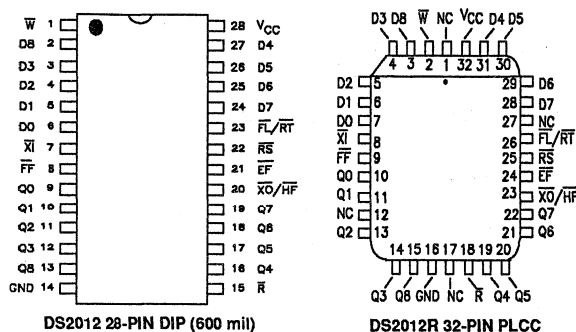 W̅ 1 28 VCC
D8 2 27 D4
D3 3 26 D5
D2 4 25 D6
D1 5 24 D7
D0 6 23 F̅L̅/R̅T̅
X̅I̅ 7 22 R̅S̅
F̅F̅ 8 21 E̅F̅
Q0 9 20 X̅O̅/H̅F̅
Q1 10 19 Q7
Q2 11 18 Q6
Q3 12 17 Q5
Q8 13 16 Q4
GND 14 15 R̅
DS2012 28-PIN DIP (600 mil)
D3 D8 W̅ NC VCC D4 D5
4 3 2 1 32 31 30
D2 5 29 D6
D1 6 28 D7
D0 7 27 NC
X̅I̅ 8 26 F̅L̅/R̅T̅
F̅F̅ 9 25 R̅S̅
Q0 10 24 E̅F̅
Q1 11 23 X̅O̅/H̅F̅
NC 12 22 Q7
Q2 13 21 Q6
14 15 16 17 18 19 20
Q3 Q8 GND NC R̅ Q4 Q5
DS2012R 32-PIN PLCC